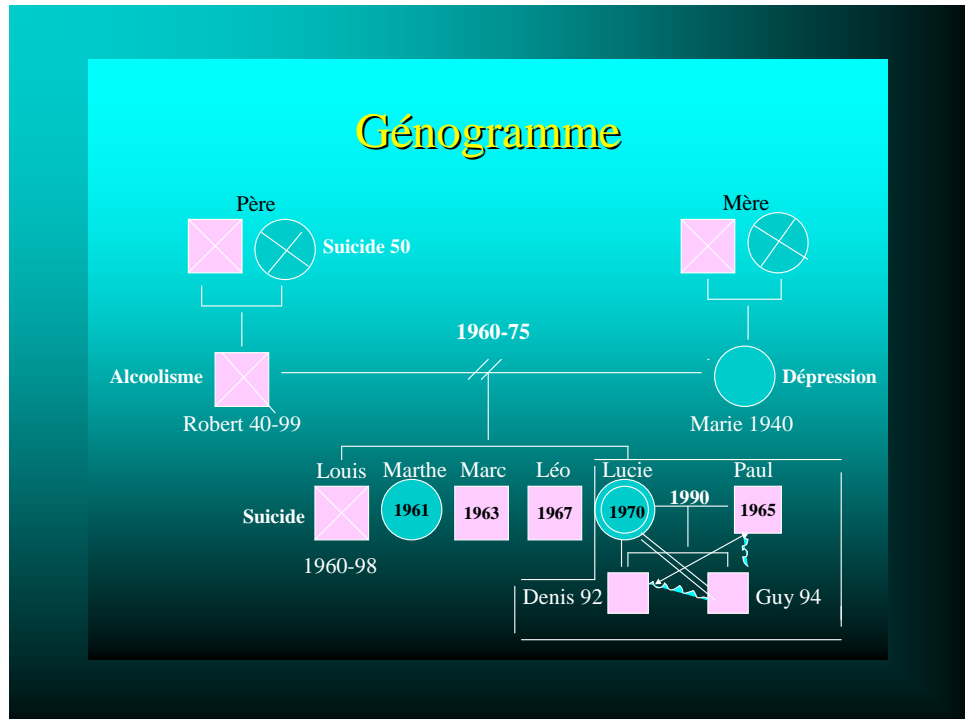 Génogramme
Père
Mère
Suicide 50
1960-75
Alcoolisme
Dépression
Robert 40-99
Marie 1940
Louis Marthe Marc Léo Lucie Paul
1990
Suicide 1961 1963 1967 1970 1965
1960-98
Denis 92 Guy 94